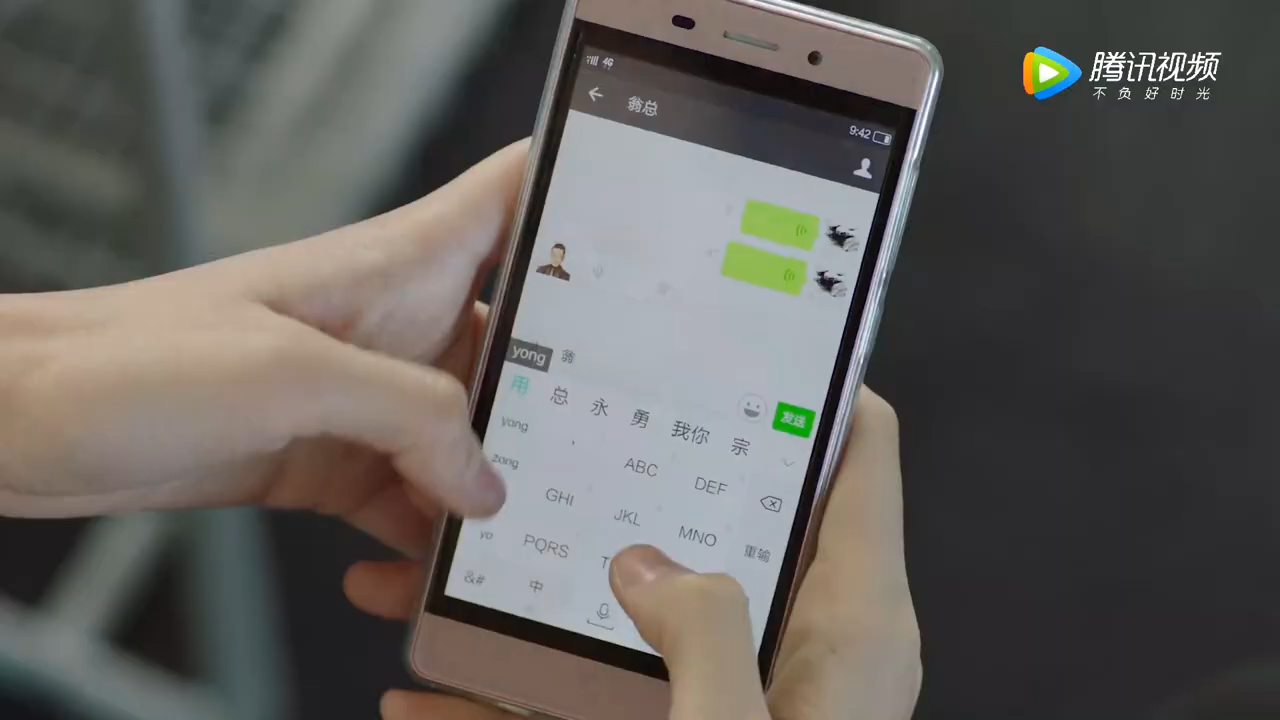 腾讯视频
不负好时光
4G
翁总
9:42
yong
翁
用 总 永 勇 我你 宗
发送
yong
,
ABC
DEF
zong
GHI
JKL
MNO
重输
yo
PQRS
T
&#
中